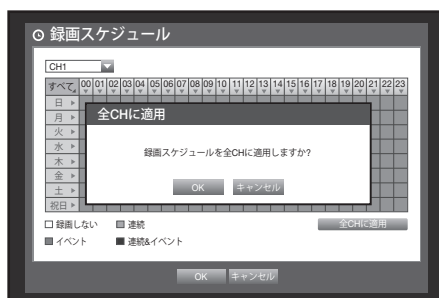 録画スケジュール
CH1
すべて 00 01 02 03 04 05 06 07 08 09 10 11 12 13 14 15 16 17 18 19 20 21 22 23
日
月
火
水
木
金
土
祝日
全CHに適用
録画スケジュールを全CHに適用しますか?
OK キャンセル
録画しない 連続 全CHに適用
イベント 連続&イベント
OK キャンセル